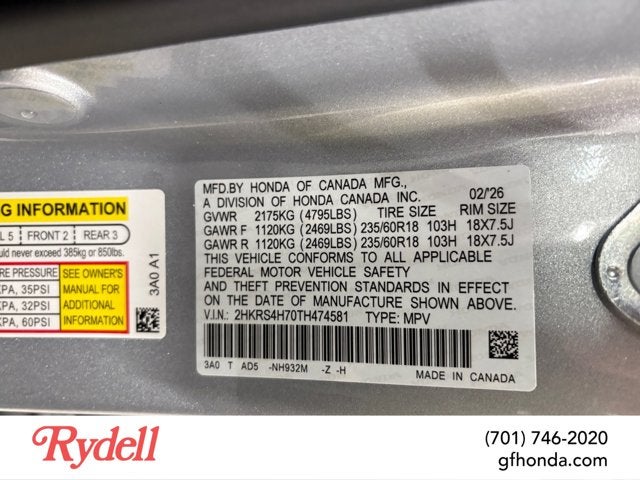 G INFORMATION
L 5 FRONT 2 REAR 3
uld never exceed 385kg or 850lbs.
RE PRESSURE
KPA, 35PSI
KPA, 32PSI
KPA, 60PSI
SEE OWNER'S
MANUAL FOR
ADDITIONAL
INFORMATION
3A0 A1
MFD.BY HONDA OF CANADA MFG.,
A DIVISION OF HONDA CANADA INC. 02/'26
GVWR 2175KG (4795LBS) TIRE SIZE RIM SIZE
GAWR F 1120KG (2469LBS) 235/60R18 103H 18X7.5J
GAWR R 1120KG (2469LBS) 235/60R18 103H 18X7.5J
THIS VEHICLE CONFORMS TO ALL APPLICABLE
FEDERAL MOTOR VEHICLE SAFETY
AND THEFT PREVENTION STANDARDS IN EFFECT
ON THE DATE OF MANUFACTURE SHOWN ABOVE.
V.I.N.: 2HKRS4H70TH474581 TYPE: MPV
3A0 T AD5 -NH932M -Z -H
MADE IN CANADA
Rydell
(701) 746-2020
gfhonda.com